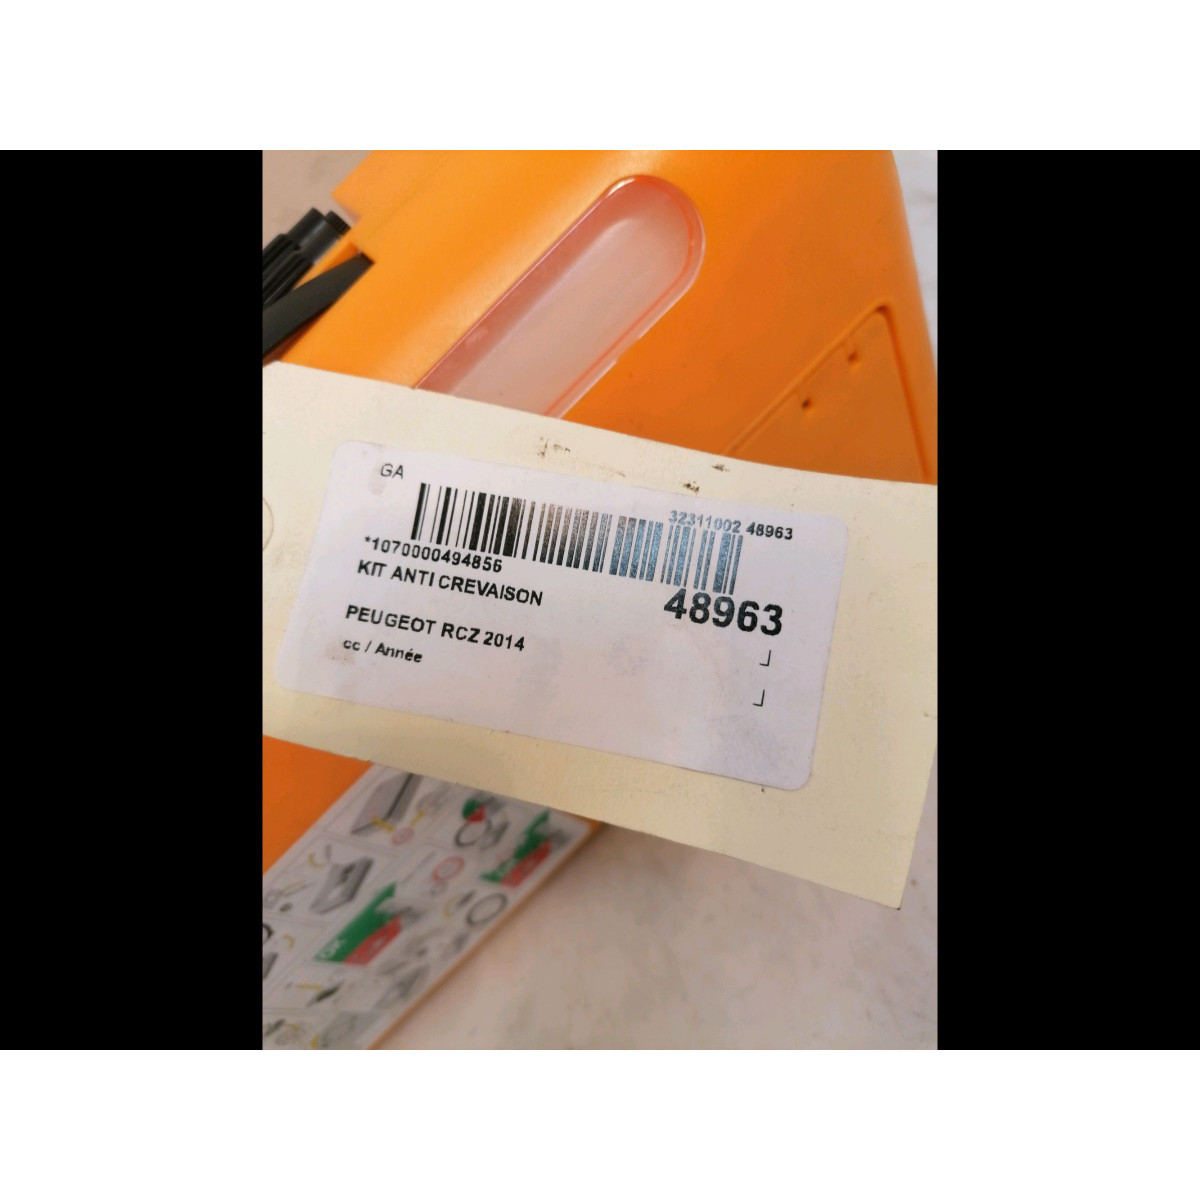 GA
32311002 48963
*1070000494856
KIT ANTI CREVAISON
48963
PEUGEOT RCZ 2014
cc / Année